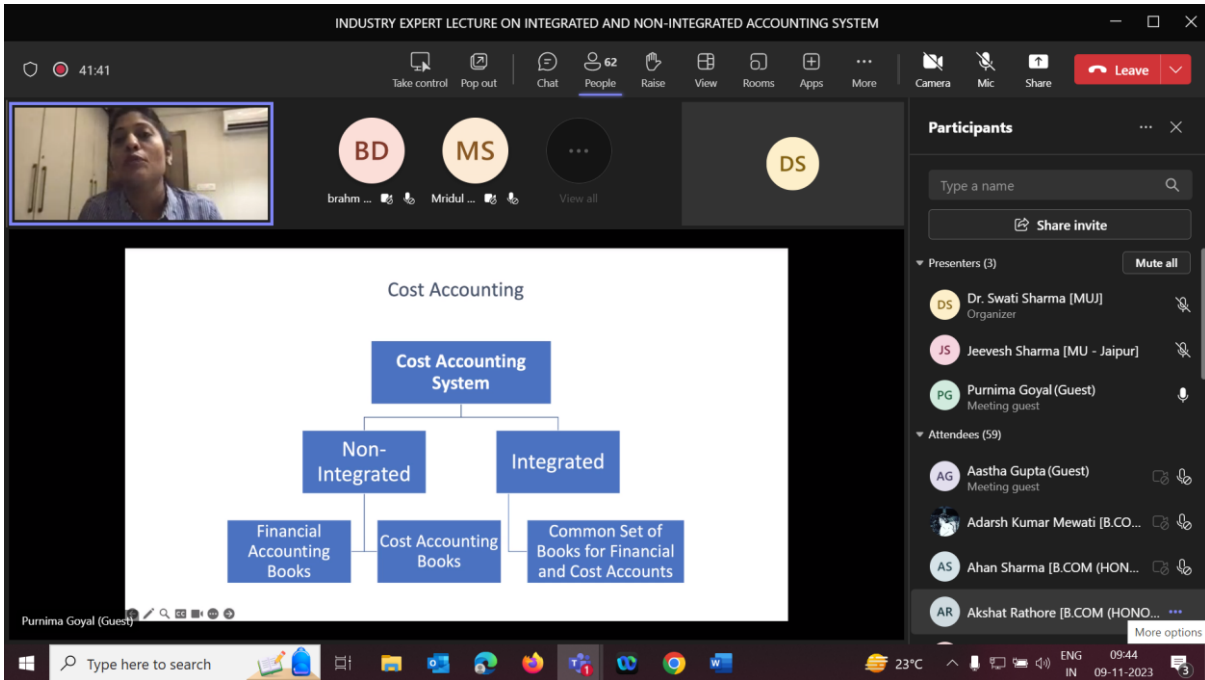 INDUSTRY EXPERT LECTURE ON INTEGRATED AND NON-INTEGRATED ACCOUNTING SYSTEM
41:41
Take control
Pop out
Chat
62
People
Raise
View
Rooms
Apps
More
Camera
Mic
Share
Leave
BD
brahm ...
MS
Mridul ...
View all
DS
Cost Accounting
Cost Accounting
System
Non-
Integrated
Integrated
Financial
Accounting
Books
Cost Accounting
Books
Common Set of
Books for Financial
and Cost Accounts
Purnima Goyal (Guest)
Participants
Type a name
Share invite
Presenters (3)
Mute all
DS
Dr. Swati Sharma [MUJ]
Organizer
JS
Jeevesh Sharma [MU - Jaipur]
PG
Purnima Goyal (Guest)
Meeting guest
Attendees (59)
AG
Aastha Gupta (Guest)
Meeting guest
Adarsh Kumar Mewati [B.CO...
AS
Ahan Sharma [B.COM (HON...
AR
Akshat Rathore [B.COM (HONO...
More options
Type here to search
23°C
ENG
IN
09:44
09-11-2023
3